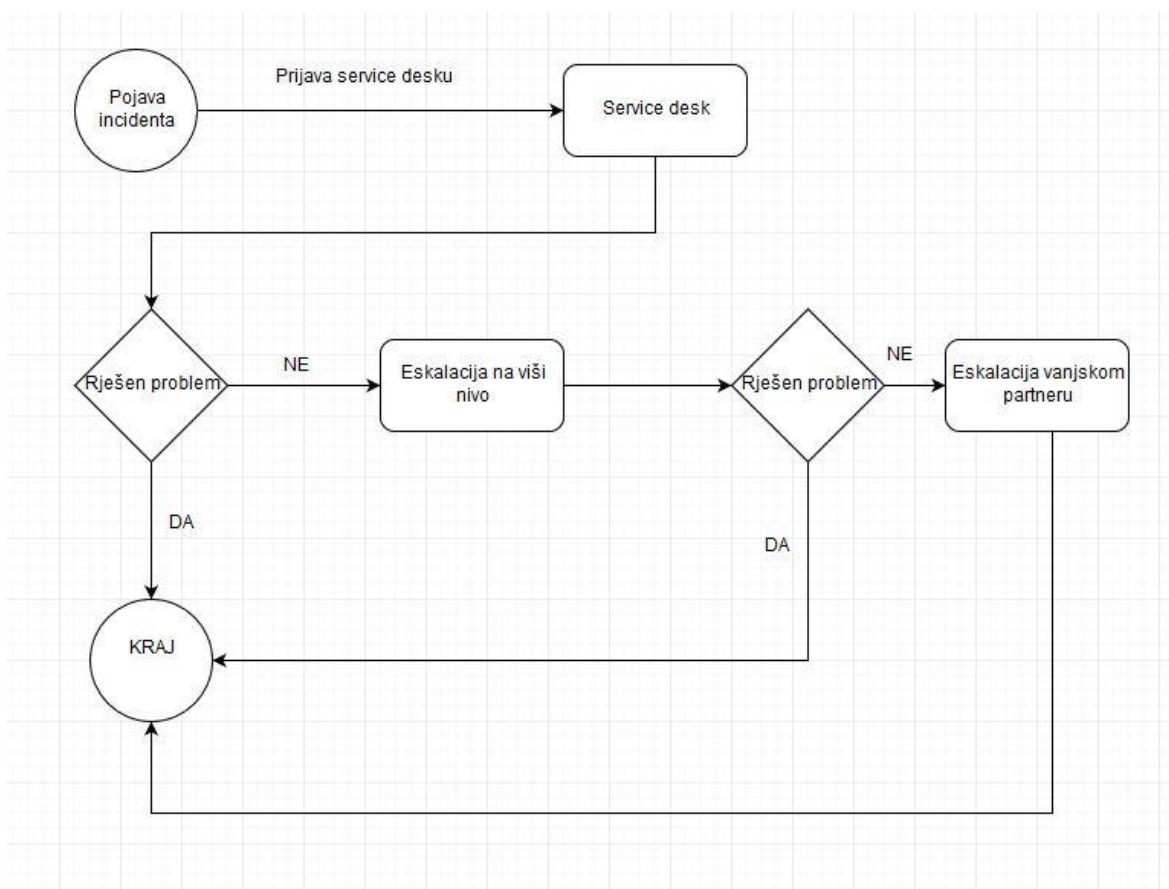 Pojava
incidenta
Prijava service desku
Service desk
Rješen problem
NE
Eskalacija na viši
nivo
Rješen problem
NE
Eskalacija vanjskom
partneru
DA
DA
KRAJ